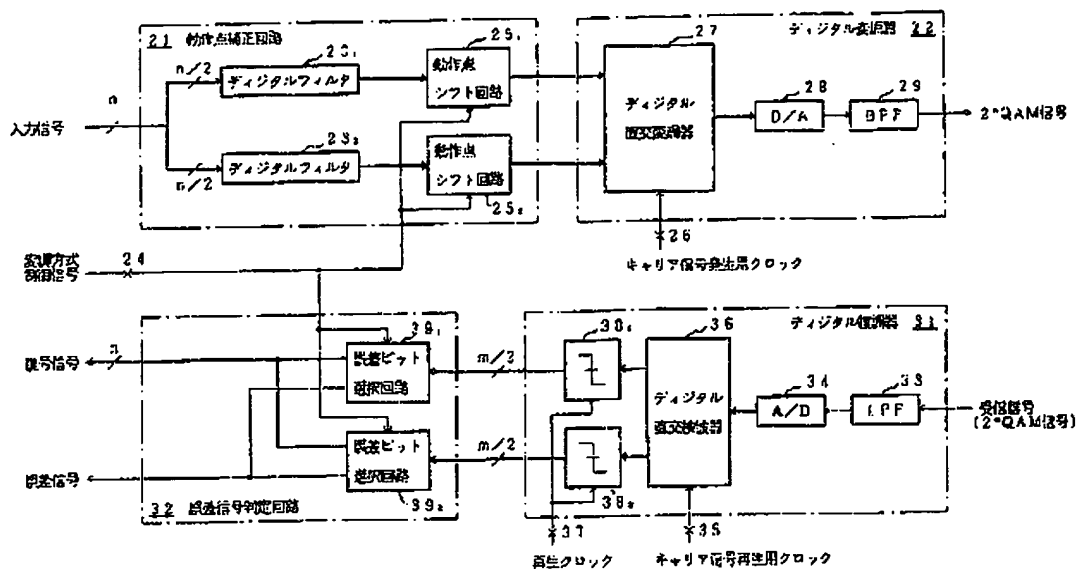 21 動作点補正回路
23₁
ディジタルフィルタ
25₁
動作点
シフト回路
n
n/2
入力信号
n/2
23₂
ディジタルフィルタ
動作点
シフト回路
25₂
27
ディジタル
直交変調器
ディジタル変調器 22
28
D/A
29
BPF
2ⁿQAM信号
26
キャリア信号発生用クロック
変調方式
制御信号
24
39₁
誤差ビット
選択回路
m/2
n
復号信号
誤差ビット
選択回路
39₂
m/2
誤差信号
32 誤差信号判定回路
ディジタル復調器 31
38₁
38₂
36
ディジタル
直交検波器
34
A/D
33
受信信号
(2ⁿQAM信号)
37
再生クロック
35
キャリア信号再生用クロック